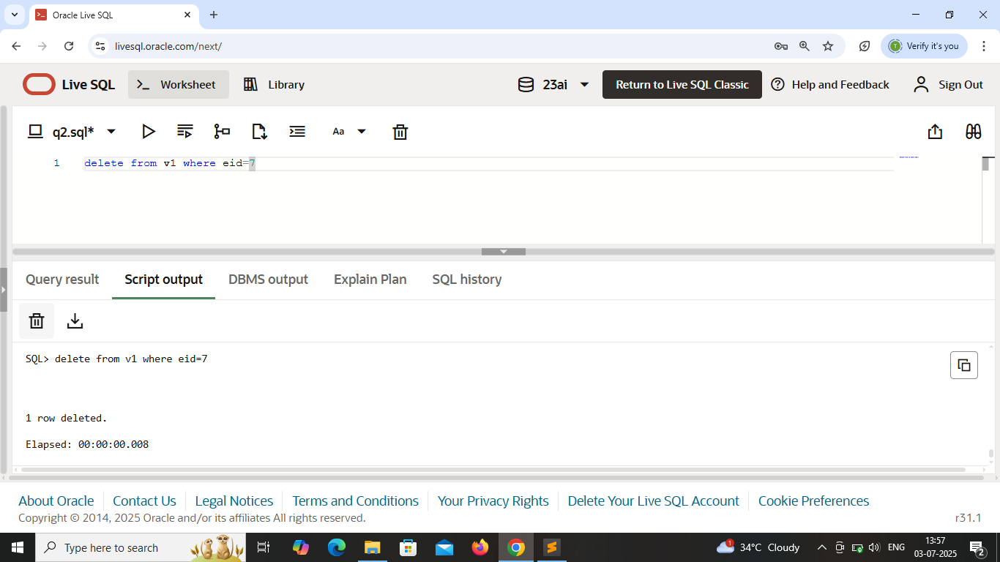 Oracle Live SQL
livesql.oracle.com/next/
T
Verify it's you
Live SQL
Worksheet
Library
23ai
Return to Live SQL Classic
Help and Feedback
Sign Out
q2.sql*
Aa
1 delete from v1 where eid=7
Query result
Script output
DBMS output
Explain Plan
SQL history
SQL> delete from v1 where eid=7
1 row deleted.
Elapsed: 00:00:00.008
About Oracle
Contact Us
Legal Notices
Terms and Conditions
Your Privacy Rights
Delete Your Live SQL Account
Cookie Preferences
Copyright © 2014, 2025 Oracle and/or its affiliates All rights reserved.
r31.1
Type here to search
1
34°C Cloudy
ENG
13:57
03-07-2025
2